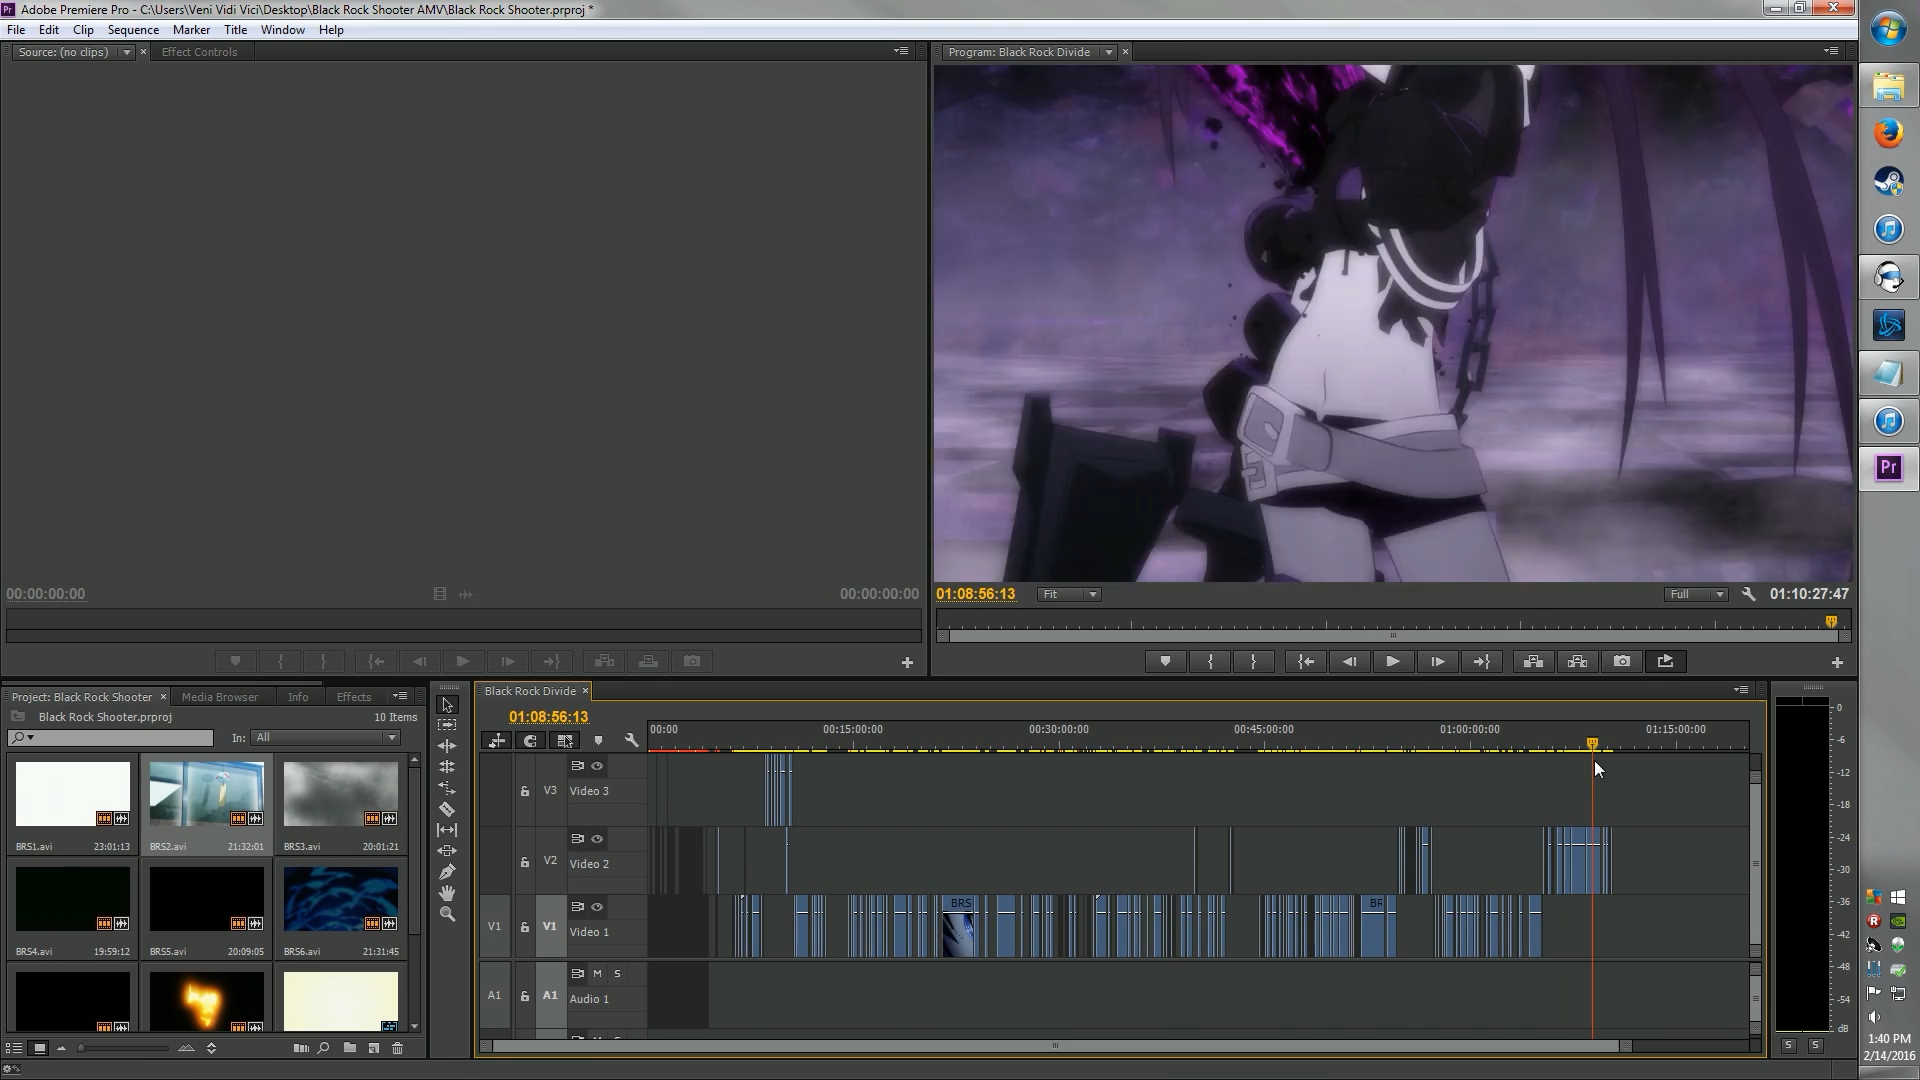 Pr Adobe Premiere Pro - C:\Users\Veni Vidi Vici\Desktop\Black Rock Shooter AMV\Black Rock Shooter.prproj *
File Edit Clip Sequence Marker Title Window Help
Source: (no clips) Effect Controls
Program: Black Rock Divide
00:00:00:00 00:00:00:00
01:08:56:13 Fit Full 01:10:27:47
Project: Black Rock Shooter Media Browser Info Effects
Black Rock Shooter.prproj 10 Items
In: All
BRS1.avi 23:01:13
BRS2.avi 21:32:01
BRS3.avi 20:01:21
BRS4.avi 19:59:12
BRS5.avi 20:09:05
BRS6.avi 21:31:45
Black Rock Divide
01:08:56:13
00:00 00:15:00:00 00:30:00:00 00:45:00:00 01:00:00:00 01:15:00:00
V3 Video 3
V2 Video 2
BRS BR
V1 V1 Video 1
M S
A1 A1 Audio 1
0
-6
-12
-18
-24
-30
-36
-42
-48
-54
dB
S S
Pr
1:40 PM
2/14/2016